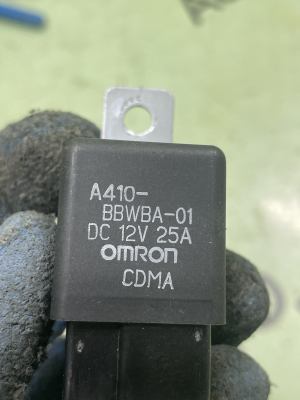 A410-
BBWBA-01
DC 12V 25A
OMRON
CDMA